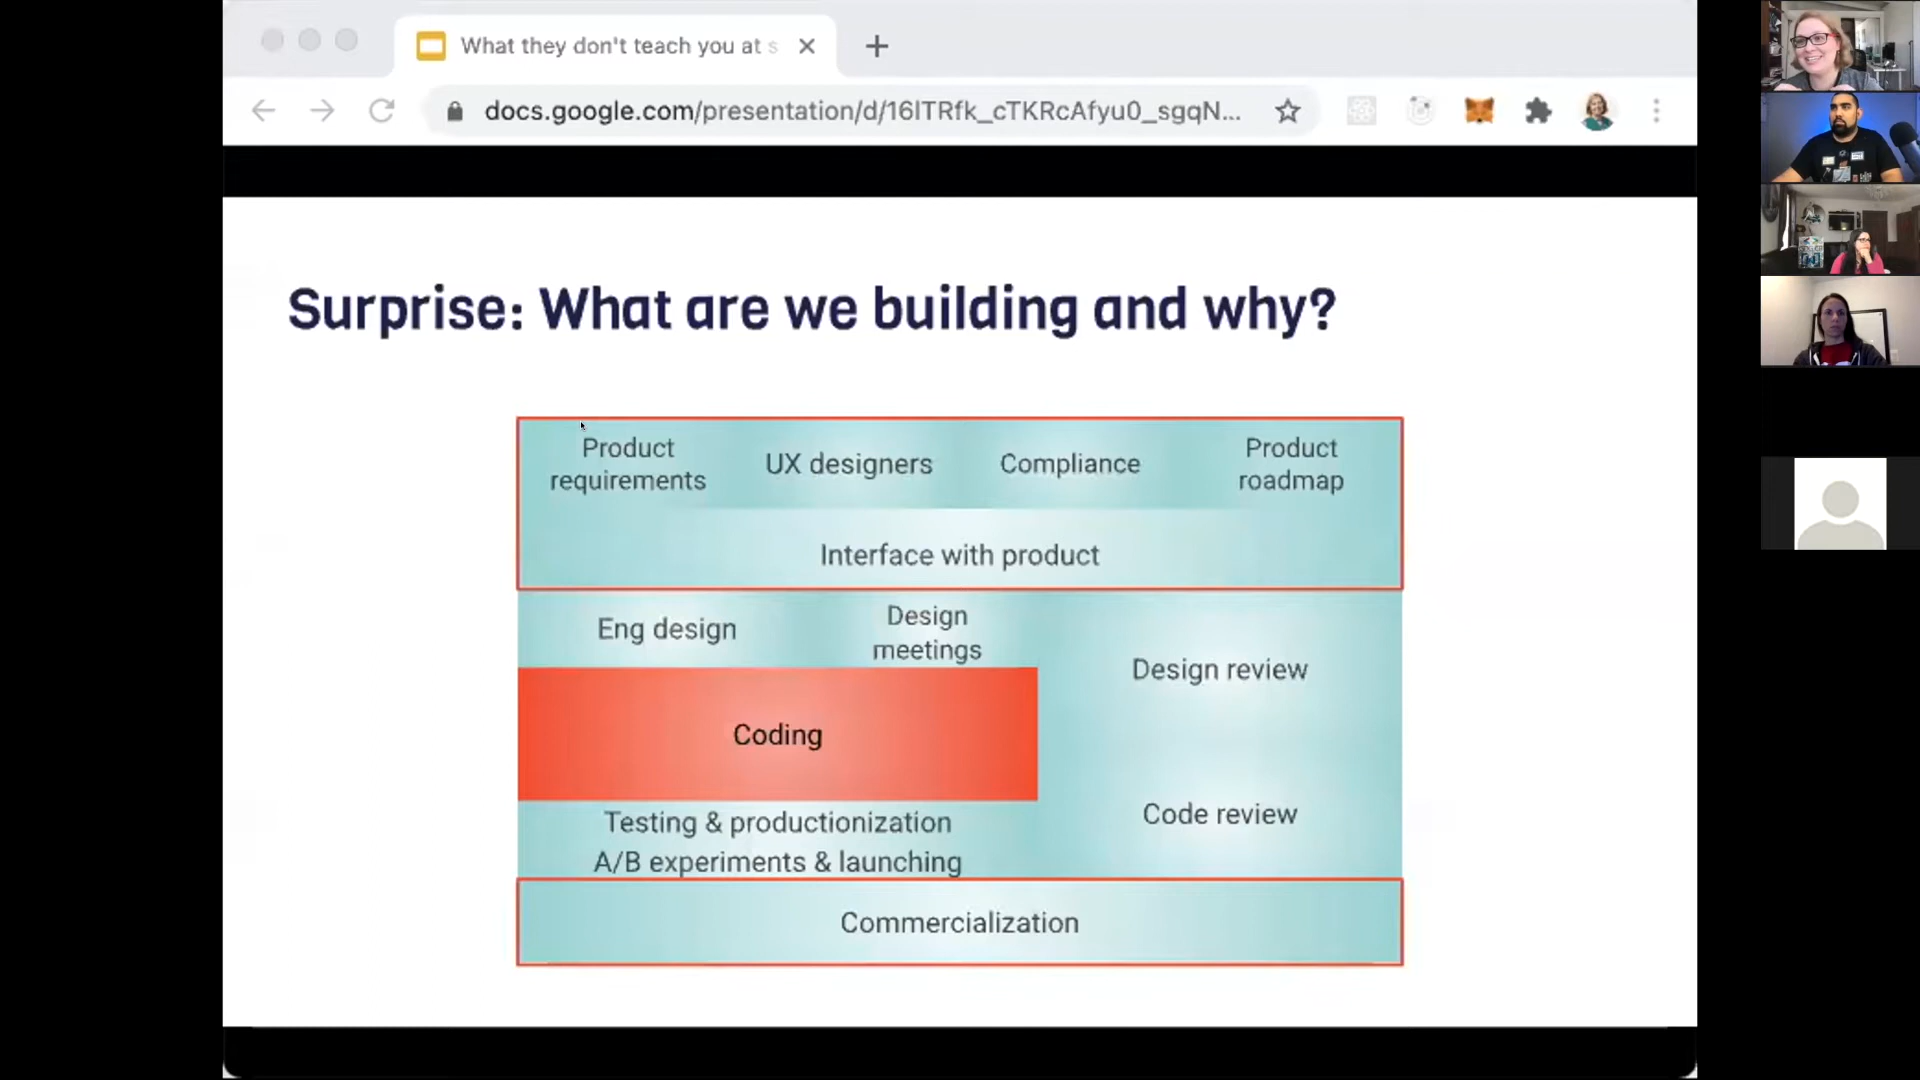 What they don't teach you at s
docs.google.com/presentation/d/16lTRfk_cTKRcAfyu0_sgqN...
Surprise: What are we building and why?
Product
requirements
UX designers
Compliance
Product
roadmap
Interface with product
Eng design
Design
meetings
Design review
Coding
Code review
Testing & productionization
A/B experiments & launching
Commercialization